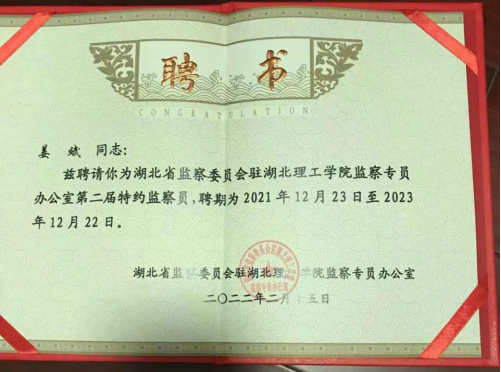 聘书
CONGRATULATION
姜斌 同志：
兹聘请你为湖北省监察委员会驻湖北理工学院监察专员
办公室第二届特约监察员，聘期为2021年12月23日至2023
年12月22日。
湖北省监察委员会驻湖北理工学院监察专员办公室
二〇二二年二月十五日